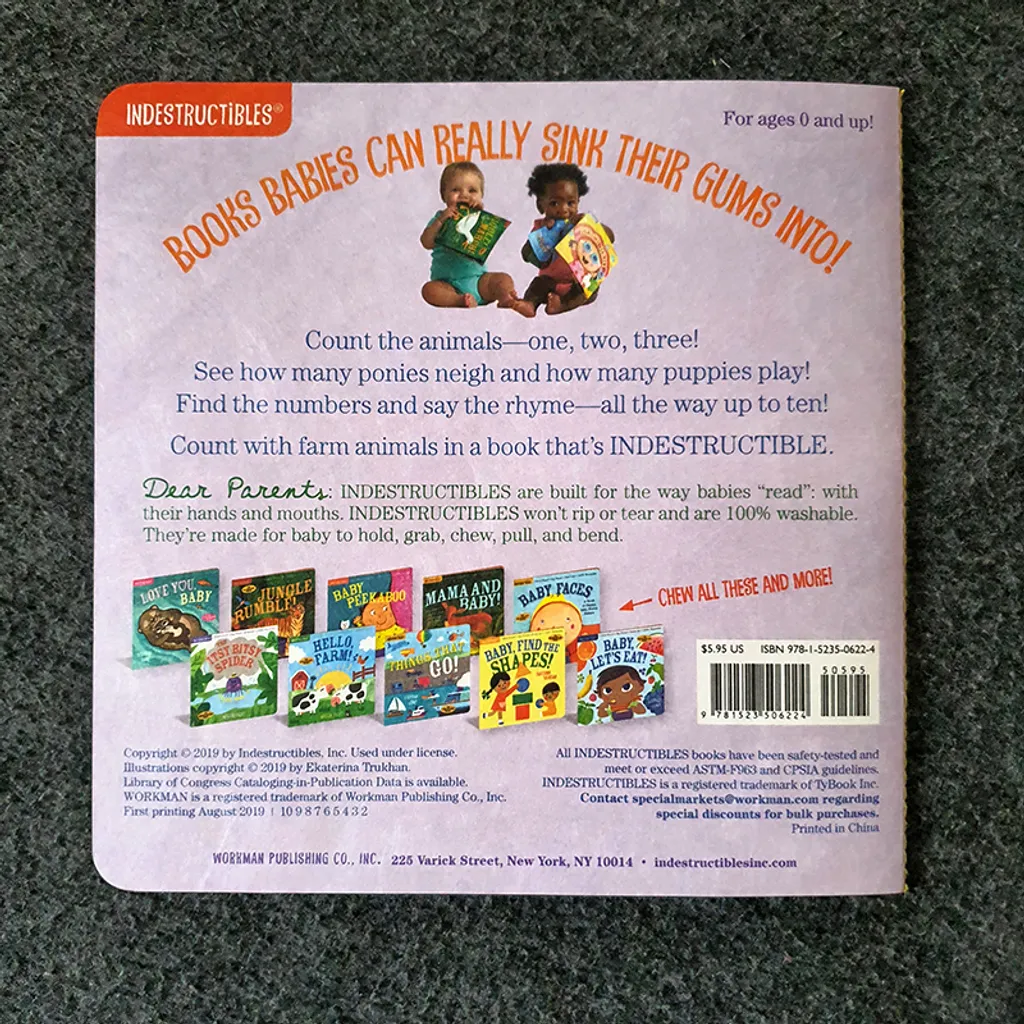 INDESTRUCTiBLES®
For ages 0 and up!
BOOKS BABIES CAN REALLY SINK THEIR GUMS INTO!
Count the animals—one, two, three!
See how many ponies neigh and how many puppies play!
Find the numbers and say the rhyme—all the way up to ten!
Count with farm animals in a book that's INDESTRUCTIBLE.
Dear Parents: INDESTRUCTIBLES are built for the way babies “read”: with
their hands and mouths. INDESTRUCTIBLES won't rip or tear and are 100% washable.
They're made for baby to hold, grab, chew, pull, and bend.
LOVE YOU,
BABY
JUNGLE
RUMBLE!
BABY
PEEKABOO
MAMA AND
BABY!
BABY FACES
CHEW ALL THESE AND MORE!
ITSY BITSY
SPIDER
HELLO,
FARM!
THINGS THAT
GO!
BABY, FIND THE
SHAPES!
BABY,
LET'S EAT!
$5.95 US ISBN 978-1-5235-0622-4
50595
9 781523 506224
Copyright © 2019 by Indestructibles, Inc. Used under license.
Illustrations copyright © 2019 by Ekaterina Trukhan.
Library of Congress Cataloging-in-Publication Data is available.
WORKMAN is a registered trademark of Workman Publishing Co., Inc.
First printing August 2019 | 10 9 8 7 6 5 4 3 2
All INDESTRUCTIBLES books have been safety-tested and
meet or exceed ASTM-F963 and CPSIA guidelines.
INDESTRUCTIBLES is a registered trademark of TyBook Inc.
Contact specialmarkets@workman.com regarding
special discounts for bulk purchases.
Printed in China
WORKMAN PUBLISHING CO., INC. 225 Varick Street, New York, NY 10014 • indestructiblesinc.com